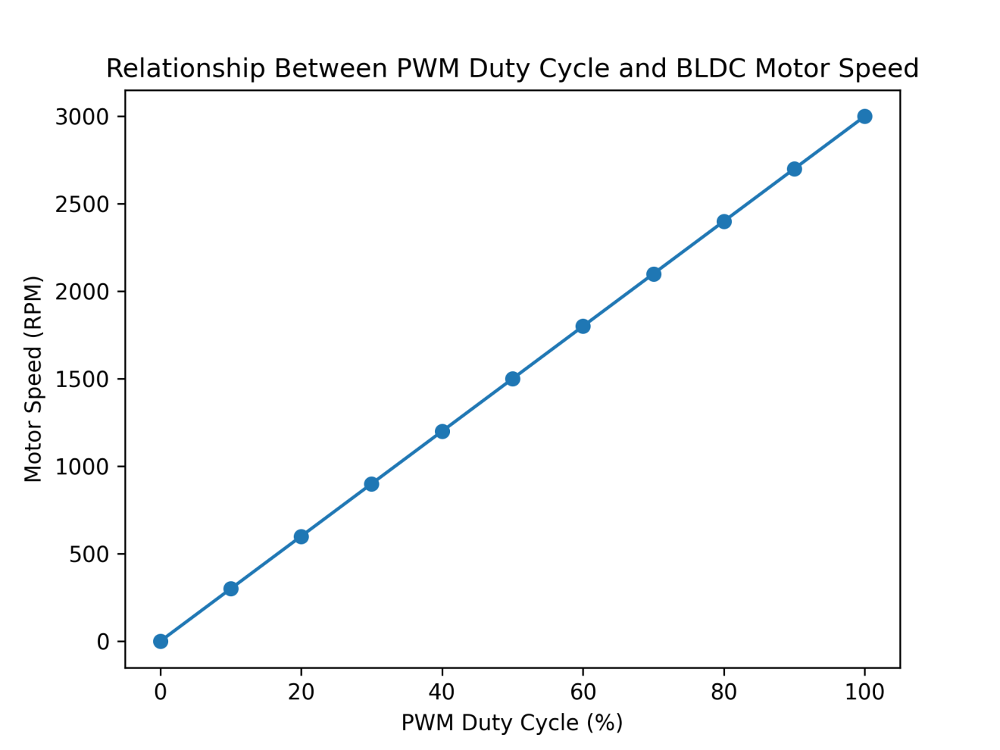 Relationship Between PWM Duty Cycle and BLDC Motor Speed
3000
2500
2000
1500
1000
500
0
Motor Speed (RPM)
0 20 40 60 80 100
PWM Duty Cycle (%)